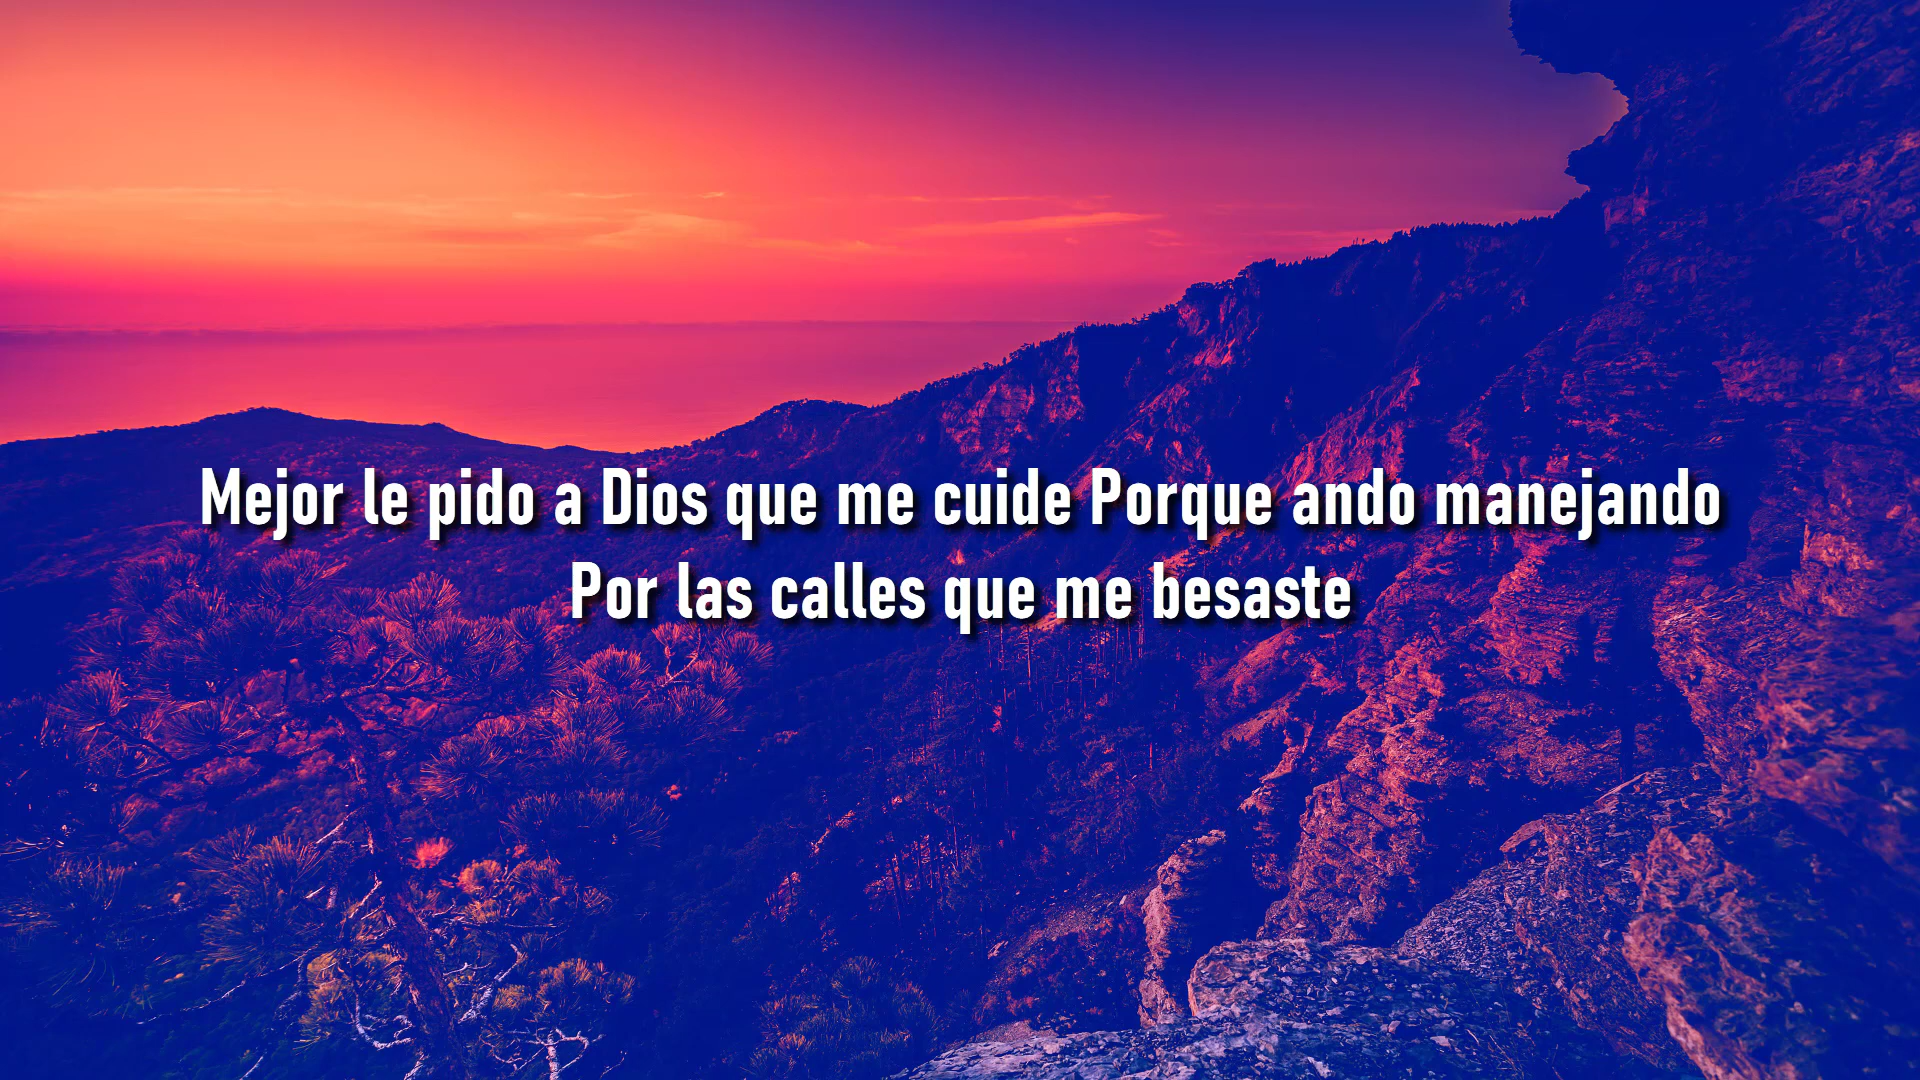 Mejor le pido a Dios que me cuide Porque ando manejando
Por las calles que me besaste